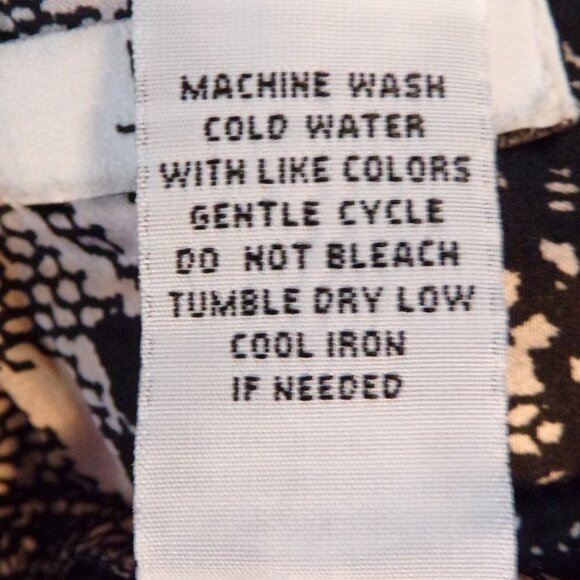 MACHINE WASH
COLD WATER
WITH LIKE COLORS
GENTLE CYCLE
DO NOT BLEACH
TUMBLE DRY LOW
COOL IRON
IF NEEDED